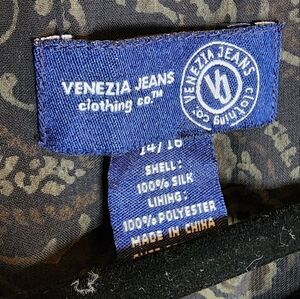 VENEZIA JEANS
clothing co.™
VENEZIA JEANS
clothing co
VJ
14/16
SHELL:
100% SILK
LINING:
100% POLYESTER
MADE IN CHINA